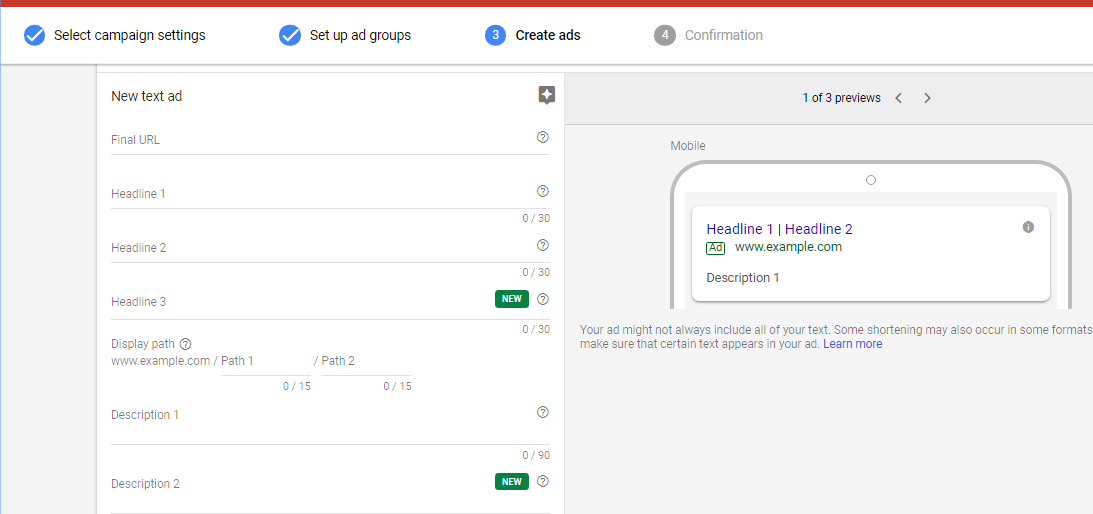 Select campaign settings
Set up ad groups
3 Create ads
4 Confirmation
New text ad
Final URL
Headline 1
0 / 30
Headline 2
0 / 30
Headline 3 NEW
0 / 30
Display path
www.example.com / Path 1 / Path 2
0 / 15 0 / 15
Description 1
0 / 90
Description 2 NEW
1 of 3 previews
Mobile
Headline 1 | Headline 2
Ad www.example.com
Description 1
Your ad might not always include all of your text. Some shortening may also occur in some formats
make sure that certain text appears in your ad. Learn more